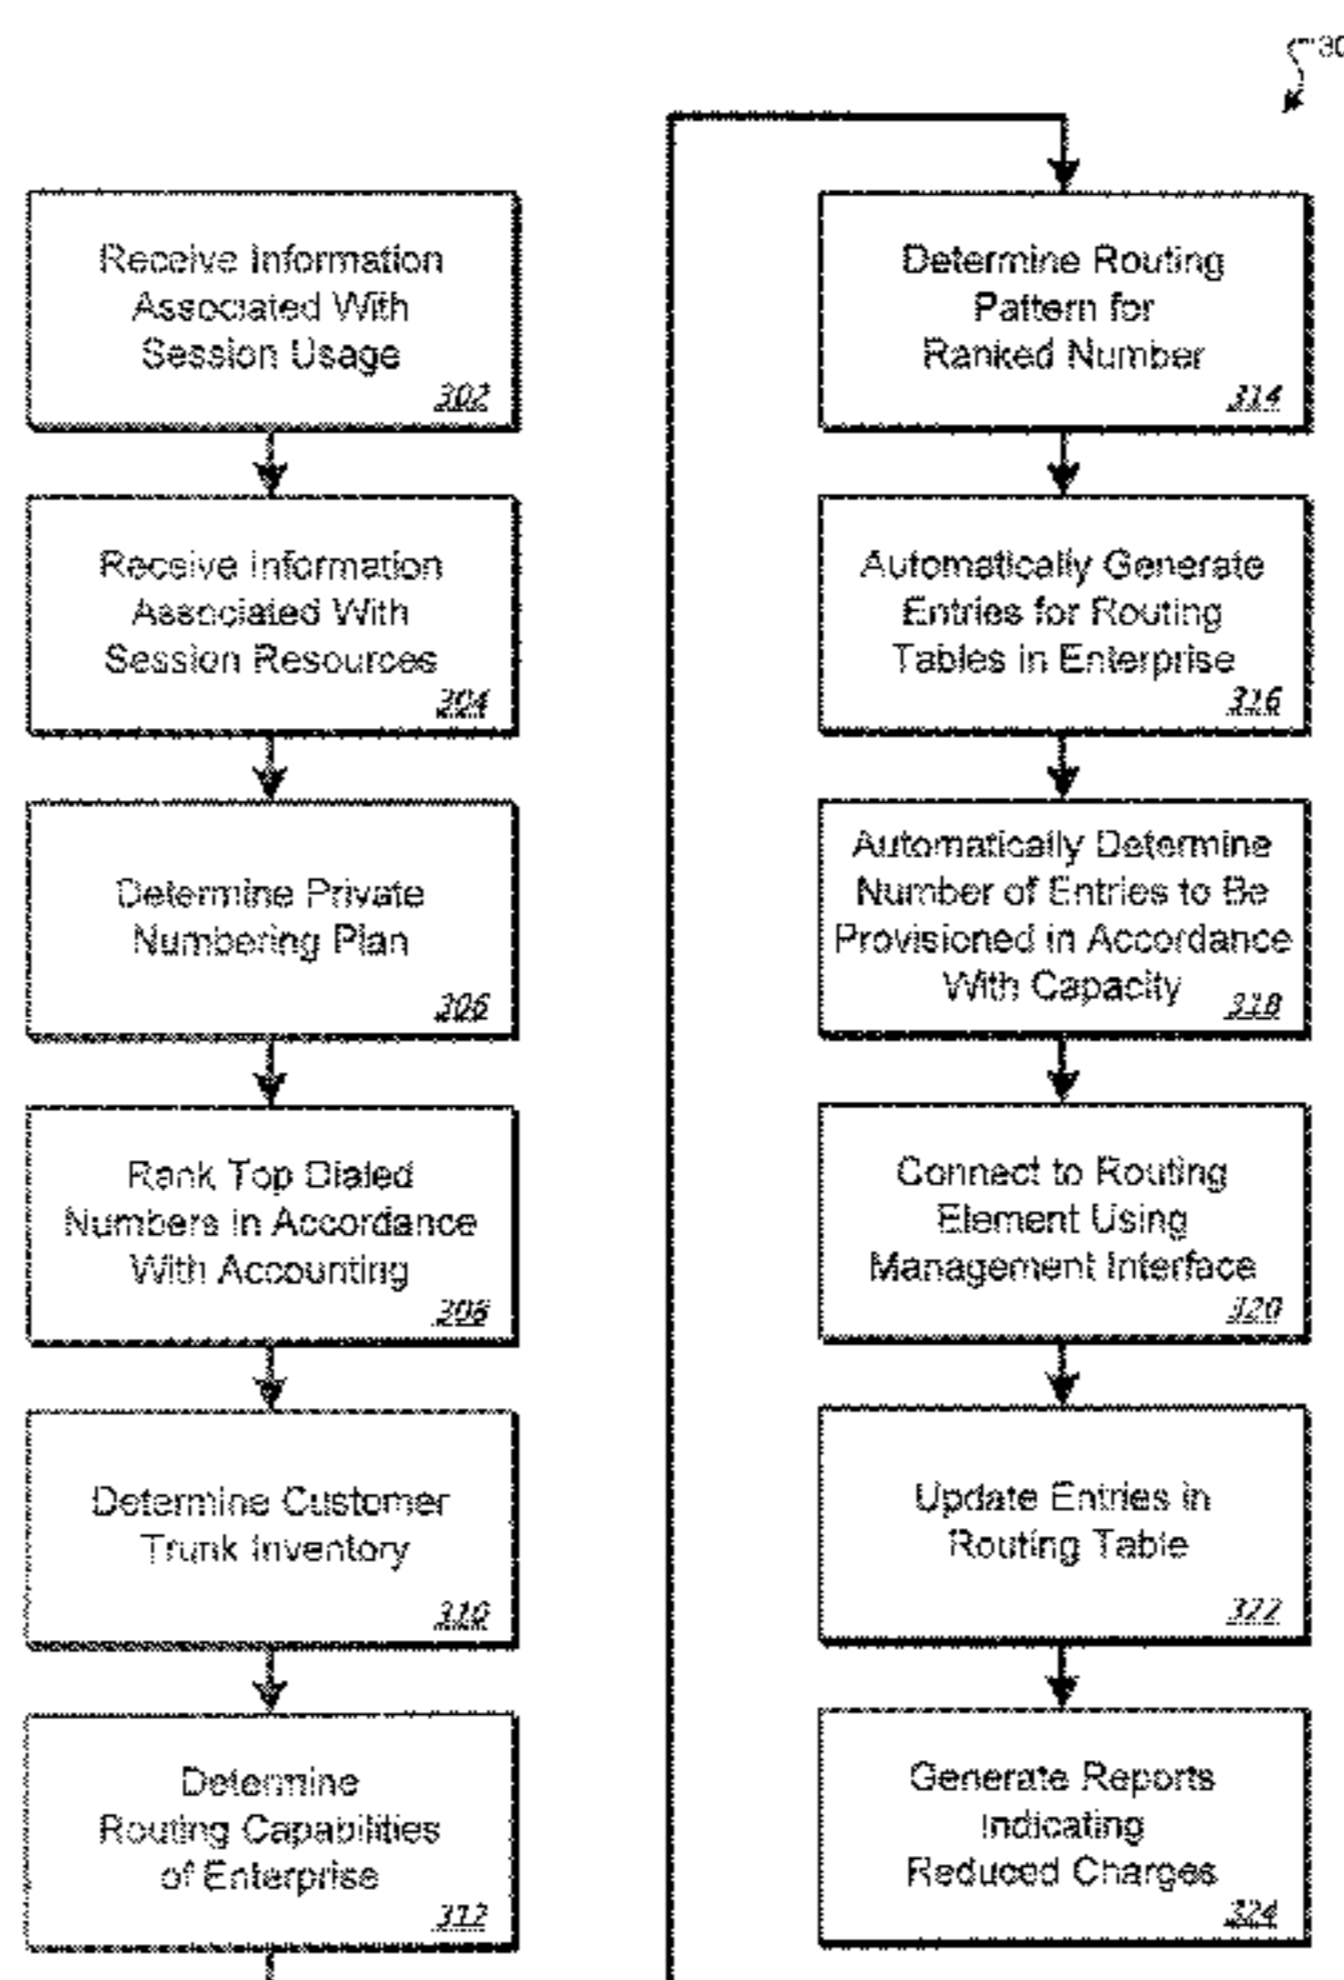 30
Receive Information
Associated With
Session Usage
302
Receive Information
Associated With
Session Resources
304
Determine Private
Numbering Plan
306
Rank Top Dialed
Numbers in Accordance
With Accounting
308
Determine Customer
Trunk Inventory
310
Determine
Routing Capabilities
of Enterprise
312
Determine Routing
Pattern for
Ranked Number
314
Automatically Generate
Entries for Routing
Tables in Enterprise
316
Automatically Determine
Number of Entries to Be
Provisioned in Accordance
With Capacity
318
Connect to Routing
Element Using
Management Interface
320
Update Entries in
Routing Table
322
Generate Reports
Indicating
Reduced Charges
324